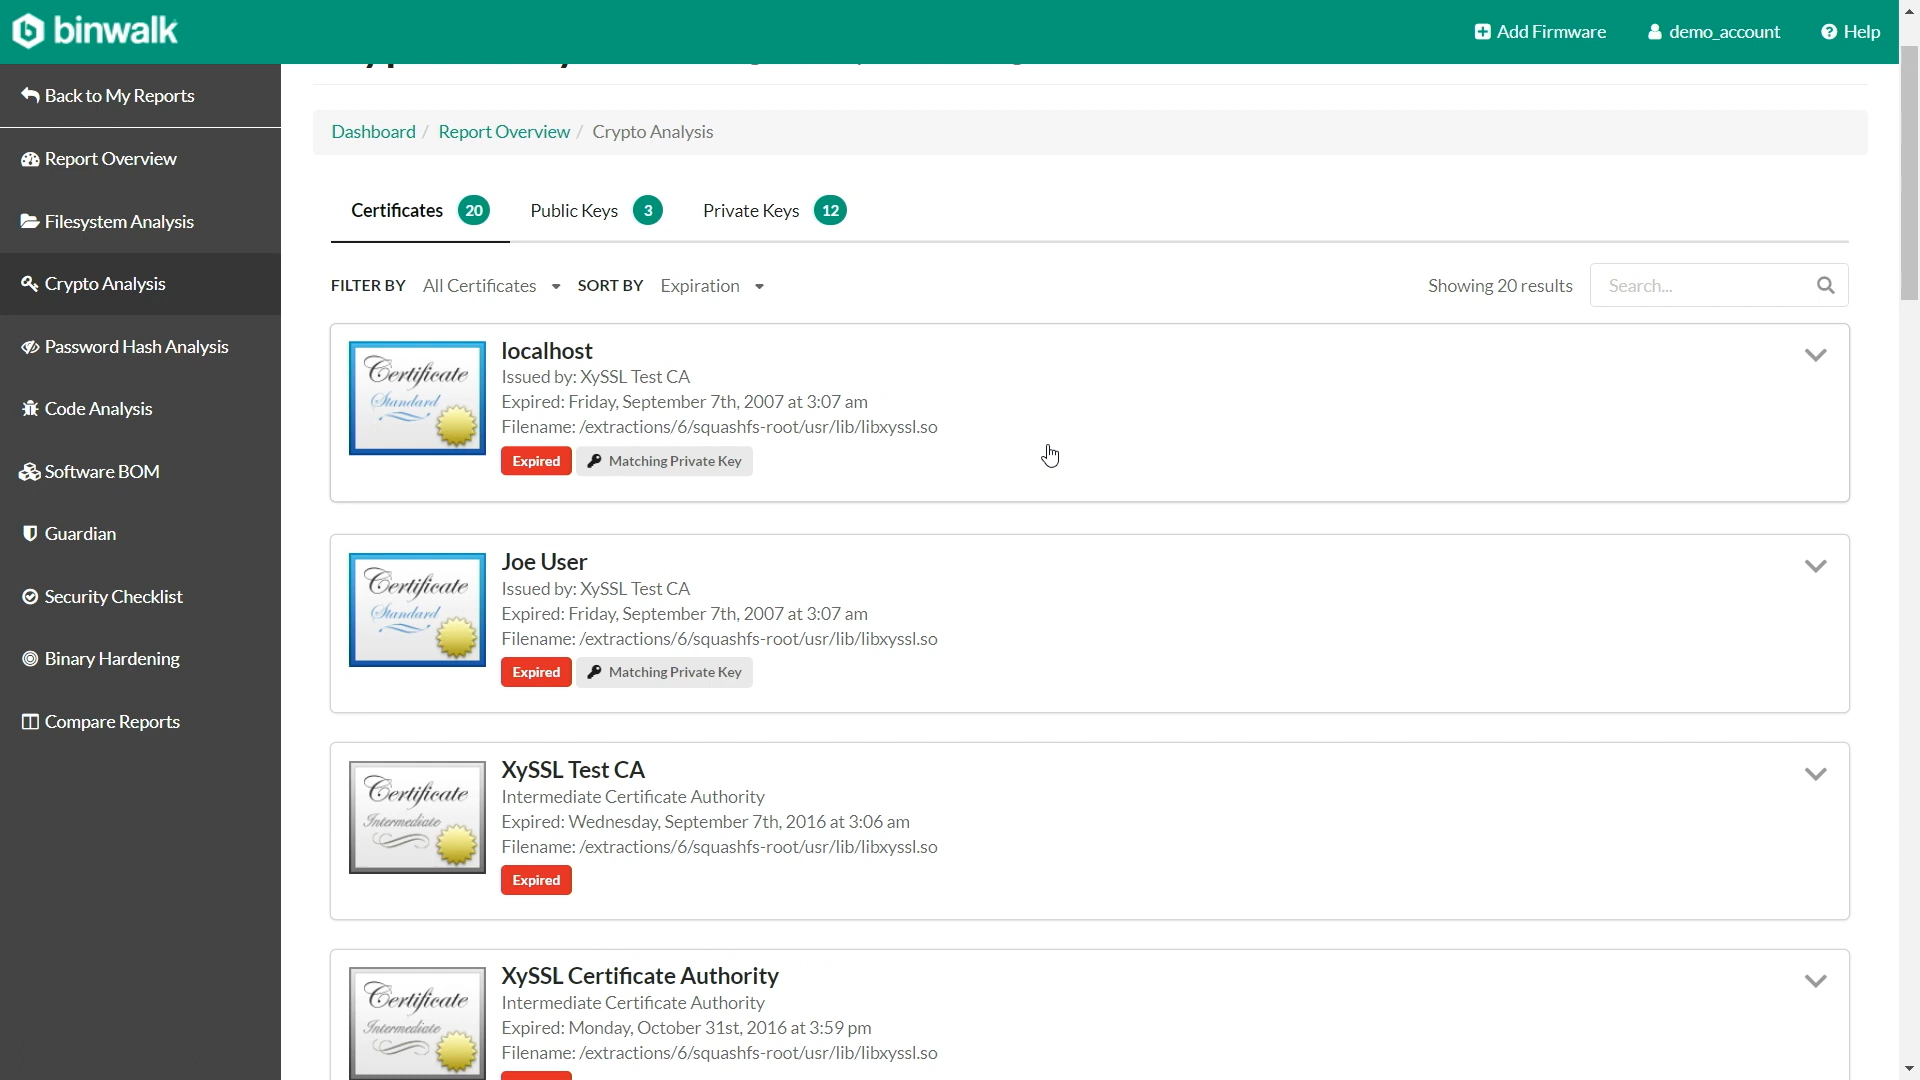 binwalk
Add Firmware
demo_account
Help
Back to My Reports
Report Overview
Filesystem Analysis
Crypto Analysis
Password Hash Analysis
Code Analysis
Software BOM
Guardian
Security Checklist
Binary Hardening
Compare Reports
Dashboard / Report Overview / Crypto Analysis
Certificates 20 Public Keys 3 Private Keys 12
FILTER BY All Certificates SORT BY Expiration Showing 20 results Search...
Certificate
Standard
localhost
Issued by: XySSL Test CA
Expired: Friday, September 7th, 2007 at 3:07 am
Filename: /extractions/6/squashfs-root/usr/lib/libxyssl.so
Expired Matching Private Key
Certificate
Standard
Joe User
Issued by: XySSL Test CA
Expired: Friday, September 7th, 2007 at 3:07 am
Filename: /extractions/6/squashfs-root/usr/lib/libxyssl.so
Expired Matching Private Key
Certificate
Intermediate
XySSL Test CA
Intermediate Certificate Authority
Expired: Wednesday, September 7th, 2016 at 3:06 am
Filename: /extractions/6/squashfs-root/usr/lib/libxyssl.so
Expired
Certificate
Intermediate
XySSL Certificate Authority
Intermediate Certificate Authority
Expired: Monday, October 31st, 2016 at 3:59 pm
Filename: /extractions/6/squashfs-root/usr/lib/libxyssl.so